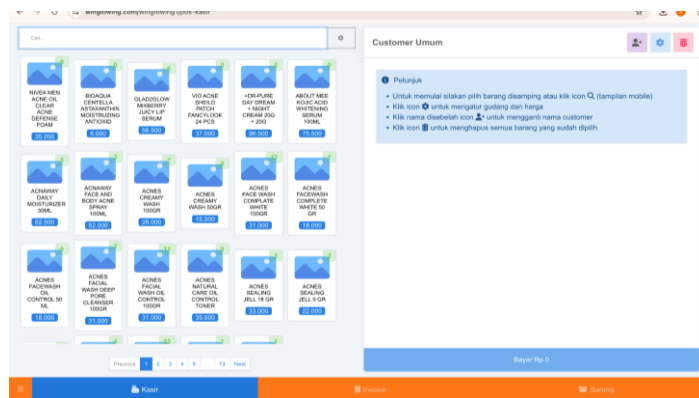 Cari...
Customer Umum
NIVEA MEN
ACNE OIL
CLEAR
ACNE
DEFENSE
FOAM
35.000
BIOAQUA
CENTELLA
ASTAXANTHIN
MOISTRUZING
ANTIOXID
6.000
GLAD2GLOW
MIXBERRY
JUICY LIP
SERUM
56.500
VIO ACNE
SHEILD
PATCH
FANCYLOOK
24 PCS
37.000
+DR-PURE
DAY DREAM
+ NIGHT
CREAM 20G
+ 20G
96.500
ABOUT MEE
KOJIC ACID
WHITENING
SERUM
100ML
75.500
ACNAWAY
DAILY
MOISTURIZER
30ML
62.500
ACNAWAY
FACE AND
BODY ACNE
SPRAY
100ML
52.000
ACNES
CREAMY
WASH
100GR
26.000
ACNES
CREAMY
WASH 50GR
15.000
ACNES
FACE WASH
COMPLATE
WHITE
100GR
31.000
ACNES
FACEWASH
COMPLETE
WHITE 50
GR
18.000
ACNES
FACEWASH
OIL
CONTROL 50
ML
18.000
ACNES
FACIAL
WASH DEEP
PORE
CLEANSER
100GR
31.000
ACNES
FACIAL
WASH OIL
CONTROL
100GR
31.000
ACNES
NATURAL
CARE OIL
CONTROL
TONER
35.000
ACNES
SEALING
JELL 18 GR
33.000
ACNES
SEALING
JELL 9 GR
22.000
Previous 1 2 3 4 5 ... 13 Next
Petunjuk
Untuk memulai silakan pilih barang disamping atau klik icon (tampilan mobile)
Klik icon untuk mengatur gudang dan harga
Klik nama disebelah icon untuk mengganti nama customer
Klik icon untuk menghapus semua barang yang sudah dipilih
Bayar Rp 0
Kasir
Invoice
Barang